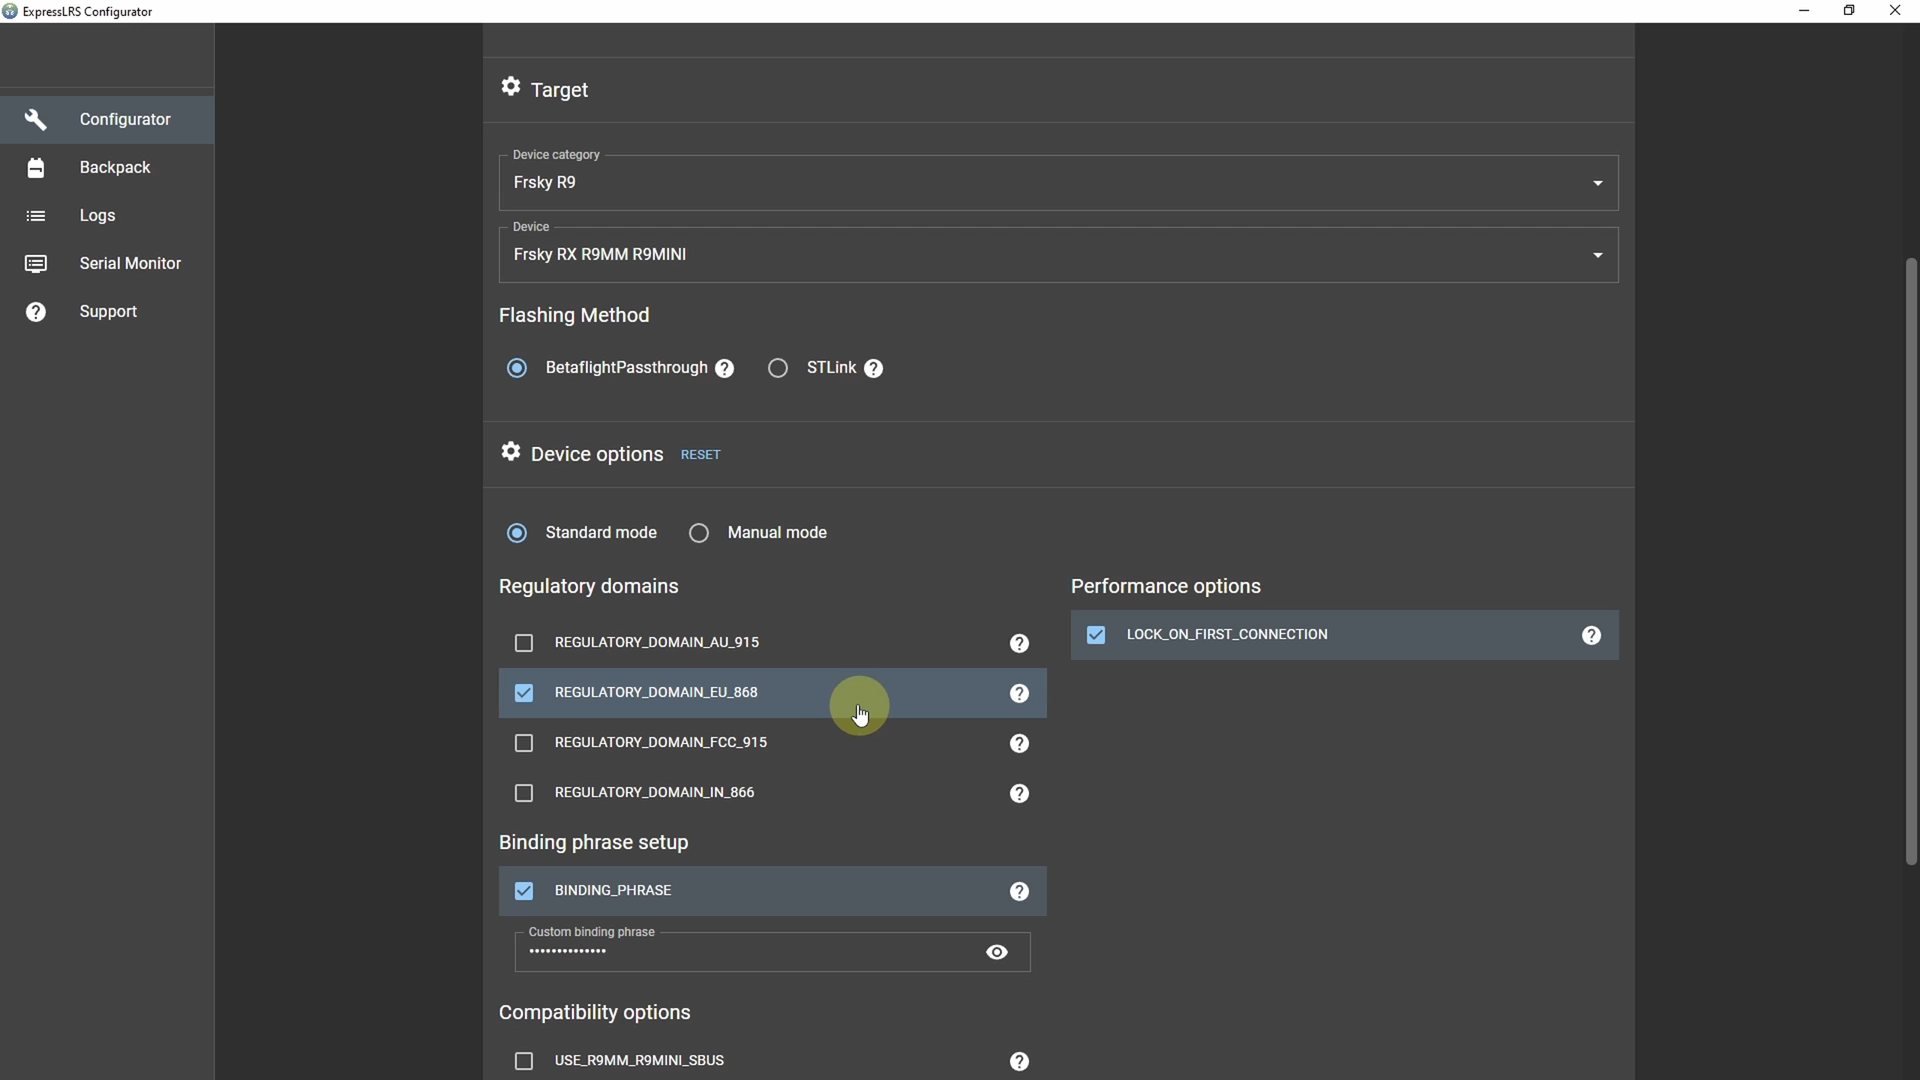 ExpressLRS Configurator
Configurator
Backpack
Logs
Serial Monitor
Support
Target
Device category
Frsky R9
Device
Frsky RX R9MM R9MINI
Flashing Method
BetaflightPassthrough ? STLink ?
Device options RESET
Standard mode Manual mode
Regulatory domains
REGULATORY_DOMAIN_AU_915 ?
REGULATORY_DOMAIN_EU_868 ?
REGULATORY_DOMAIN_FCC_915 ?
REGULATORY_DOMAIN_IN_866 ?
Performance options
LOCK_ON_FIRST_CONNECTION ?
Binding phrase setup
BINDING_PHRASE ?
Custom binding phrase
••••••••••••••
Compatibility options
USE_R9MM_R9MINI_SBUS ?